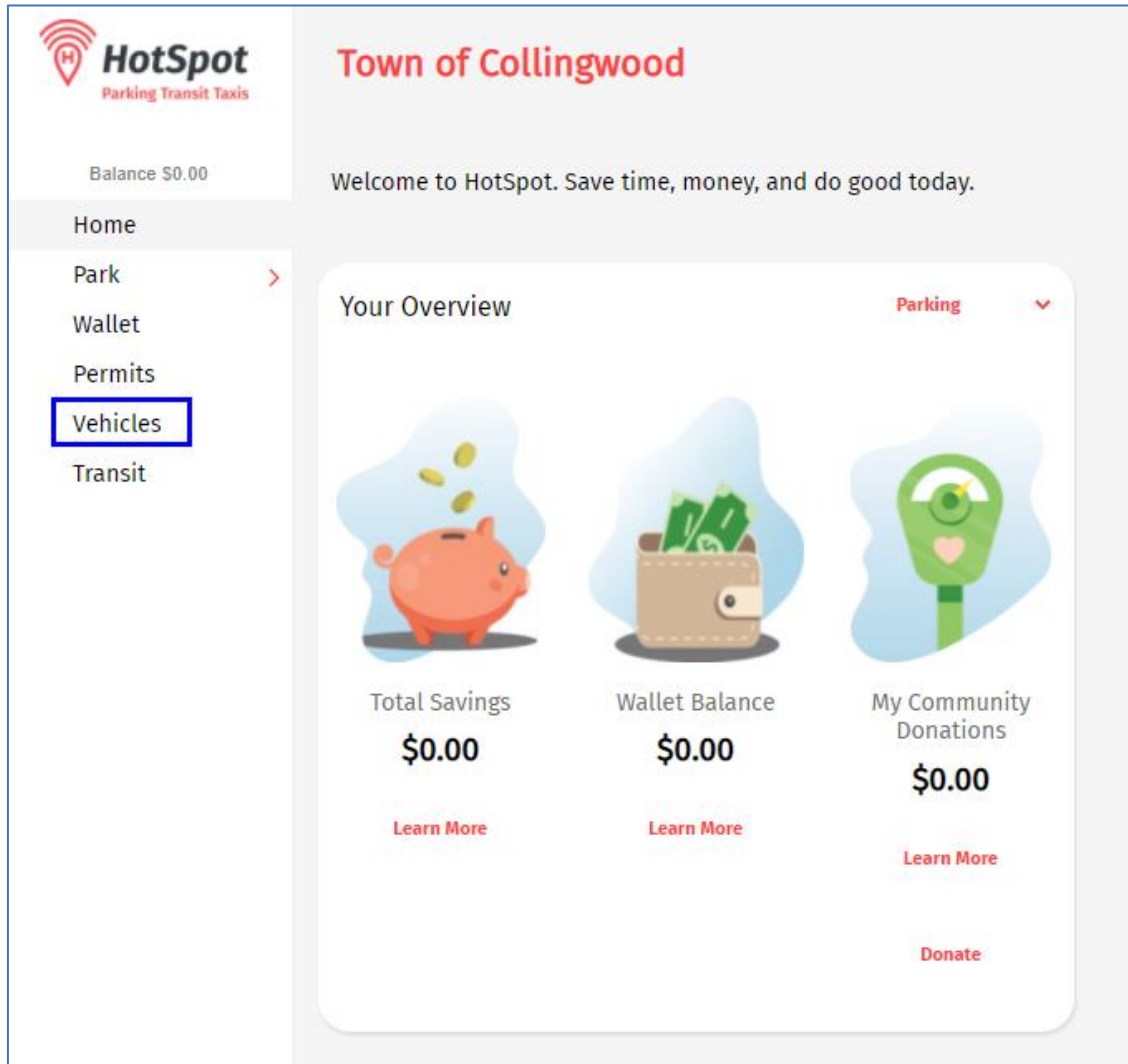 HotSpot
Parking Transit Taxis
Balance $0.00
Home
Park
Wallet
Permits
Vehicles
Transit
Town of Collingwood
Welcome to HotSpot. Save time, money, and do good today.
Your Overview
Parking
Total Savings
$0.00
Learn More
Wallet Balance
$0.00
Learn More
My Community
Donations
$0.00
Learn More
Donate